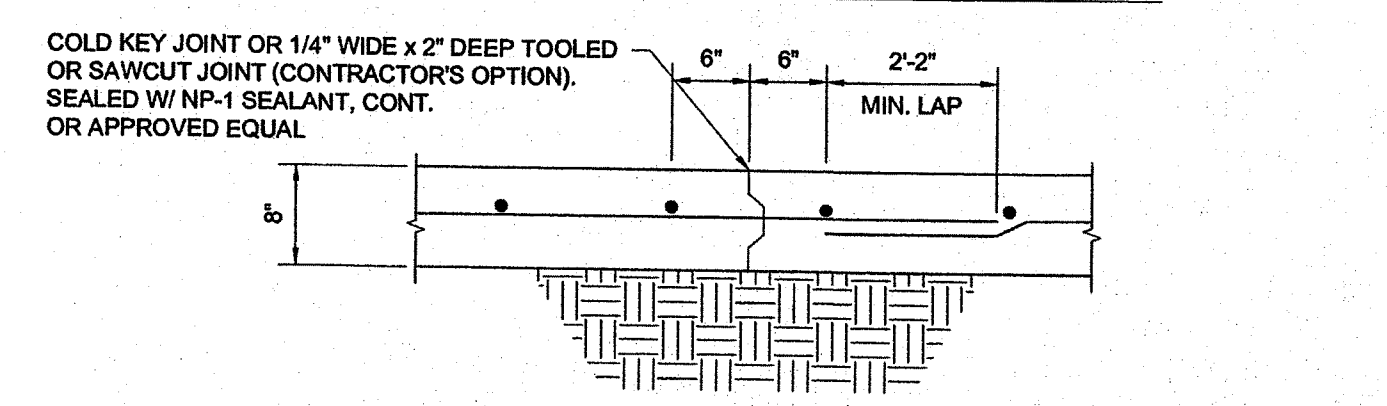 COLD KEY JOINT OR 1/4" WIDE x 2" DEEP TOOLED
OR SAWCUT JOINT (CONTRACTOR'S OPTION).
SEALED W/ NP-1 SEALANT, CONT.
OR APPROVED EQUAL
6"
6"
2'-2"
MIN. LAP
8"